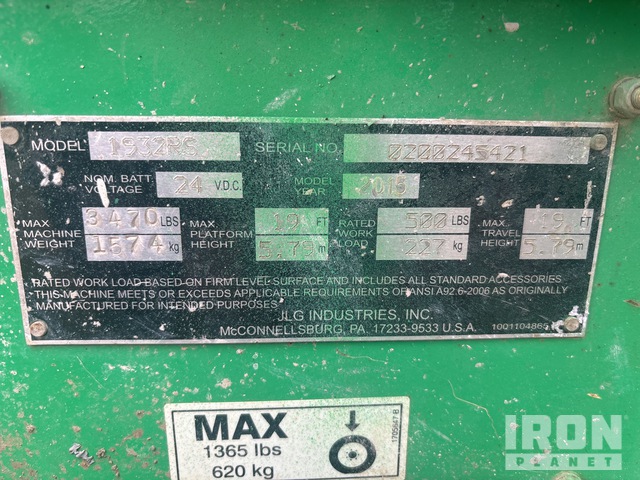 MODEL 1932RS SERIAL NO. 0200245421
NOM. BATT. VOLTAGE 24 V.D.C. MODEL YEAR
MAX MACHINE WEIGHT 3470 LBS 1574 kg MAX PLATFORM HEIGHT 19 FT 5.79 m RATED WORK LOAD 500 LBS 227 kg MAX TRAVEL HEIGHT 19 FT 5.79 m
RATED WORK LOAD BASED ON FIRM LEVEL SURFACE AND INCLUDES ALL STANDARD ACCESSORIES
THIS MACHINE MEETS OR EXCEEDS APPLICABLE REQUIREMENTS OF ANSI A92.6-2006 AS ORIGINALLY
MANUFACTURED FOR INTENDED PURPOSES.
JLG INDUSTRIES, INC.
McCONNELLSBURG, PA. 17233-9533 U.S.A.
1001104865
MAX
1365 lbs
620 kg
1705947 B
IRON
PLANET